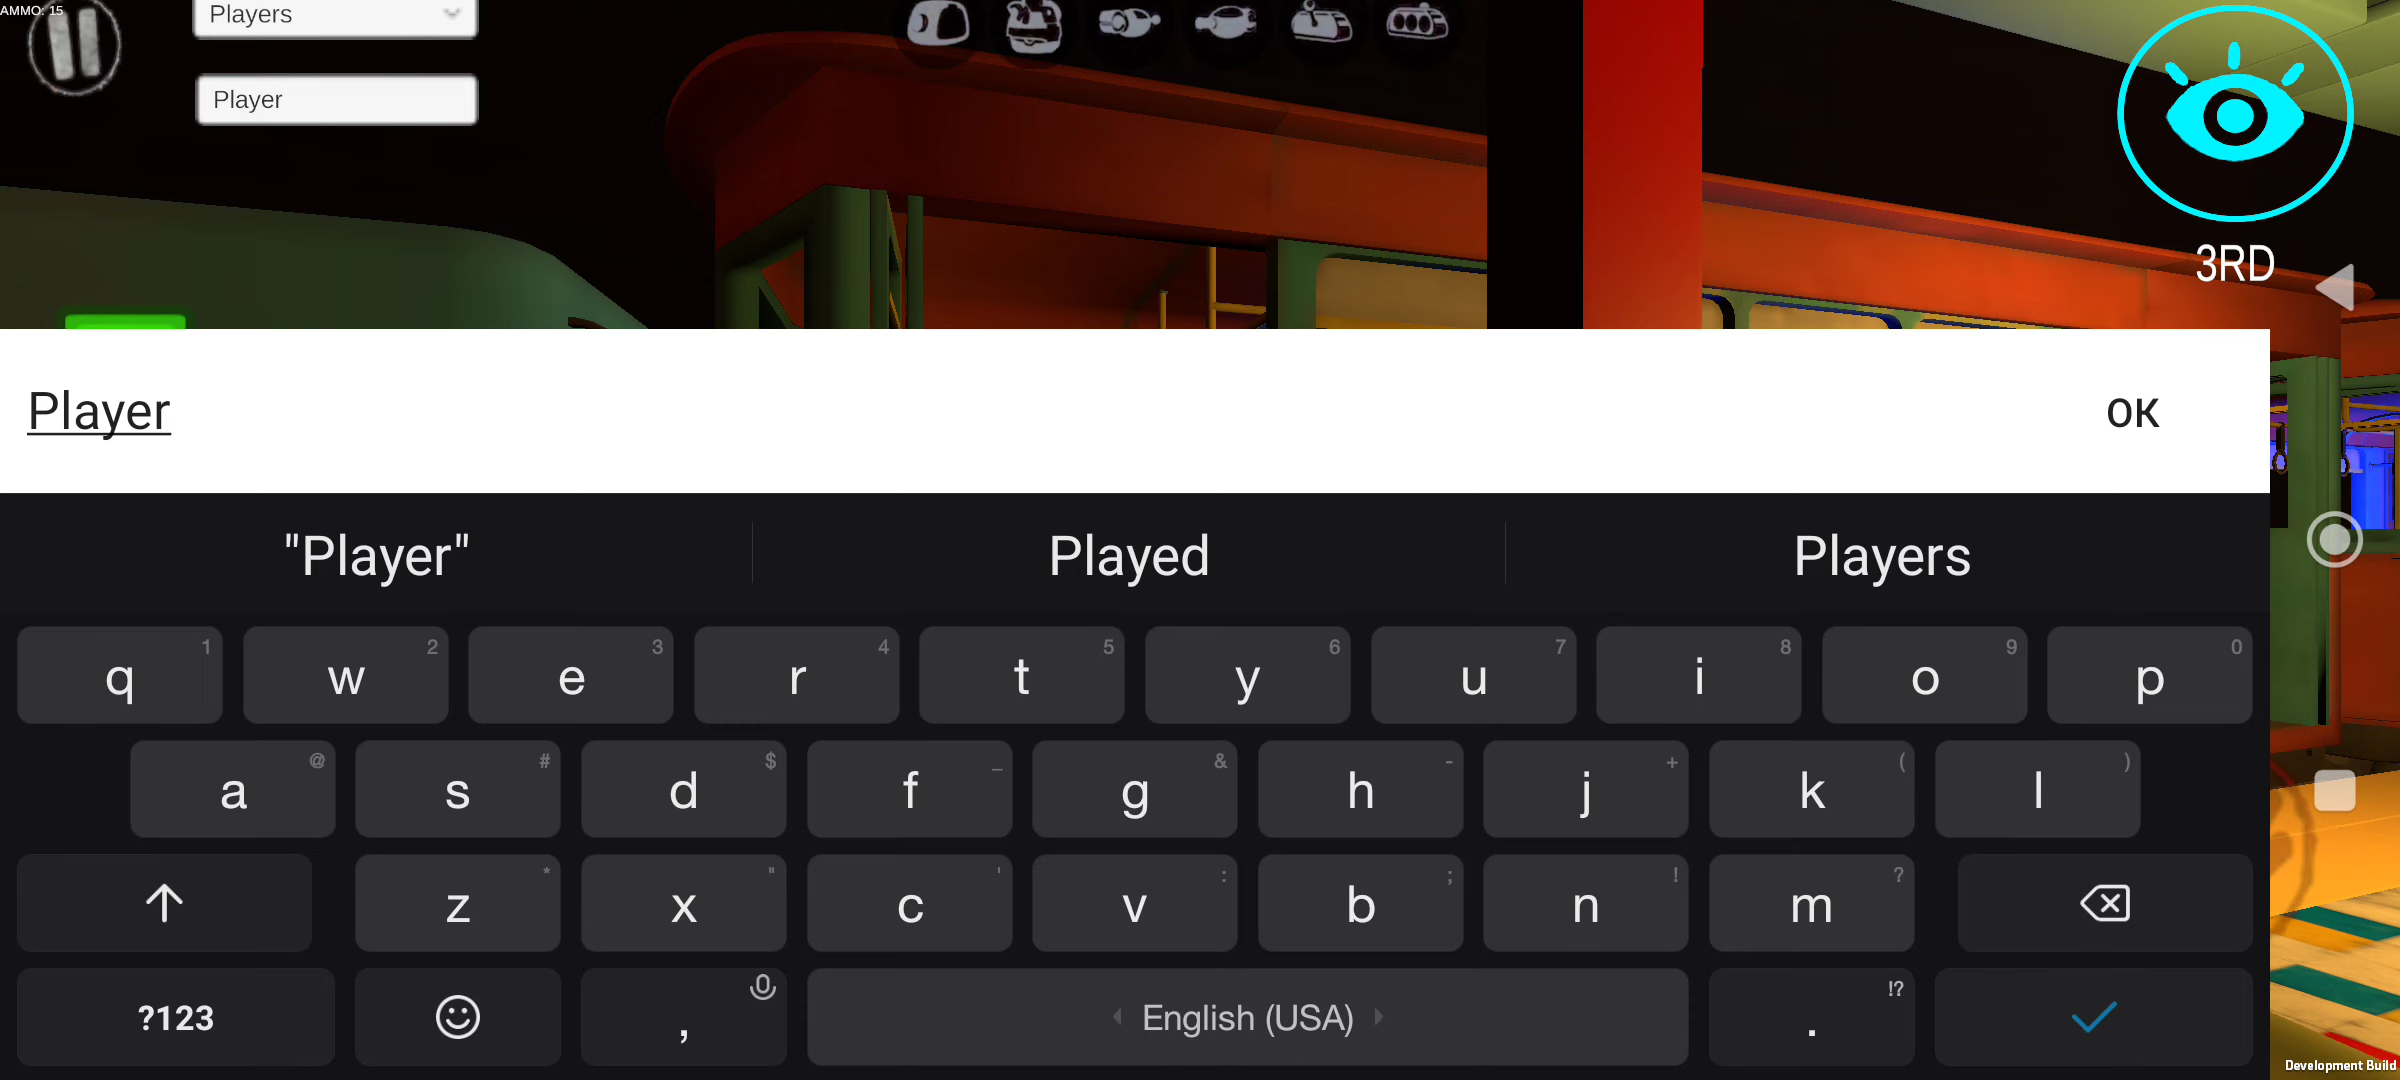 AMMO: 15
Players
Player
3RD
Player
OK
"Player"
Played
Players
q 1 w 2 e 3 r 4 t 5 y 6 u 7 i 8 o 9 p 0
a @ s # d $ f _ g & h - j + k ( l )
z * x " c ' v : b ; n ! m ?
?123 , English (USA) . !?
Development Build